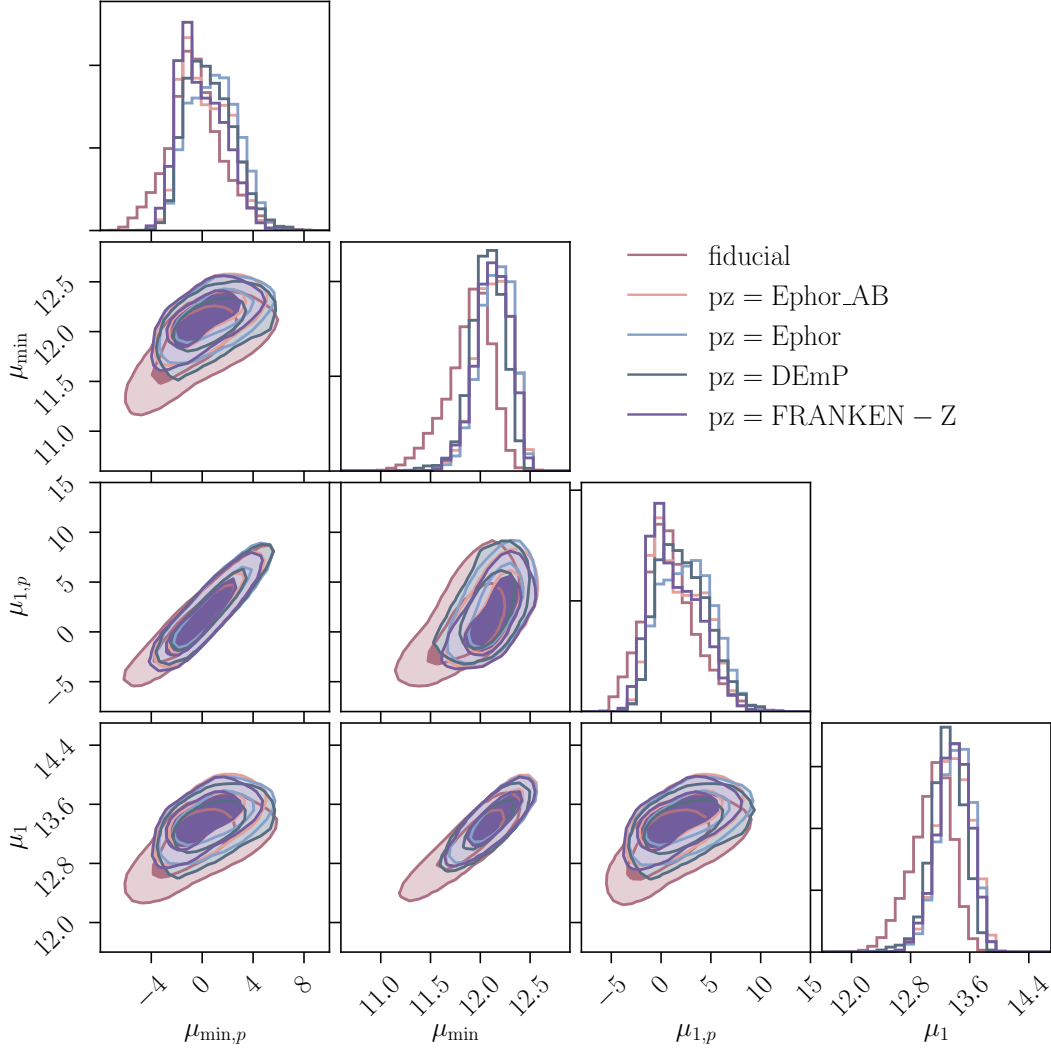 fiducial
pz = Ephor_AB
pz = Ephor
pz = DEmP
pz = FRANKEN − Z
μmin
12.5
12.0
11.5
11.0
μ1,p
15
10
5
0
−5
μ1
14.4
13.6
12.8
12.0
−4 0 4
11.0 11.5 12.0 12.5
−5 0 5 10 15
12.0 12.8 13.6 14.4
μmin,p μmin μ1,p μ1